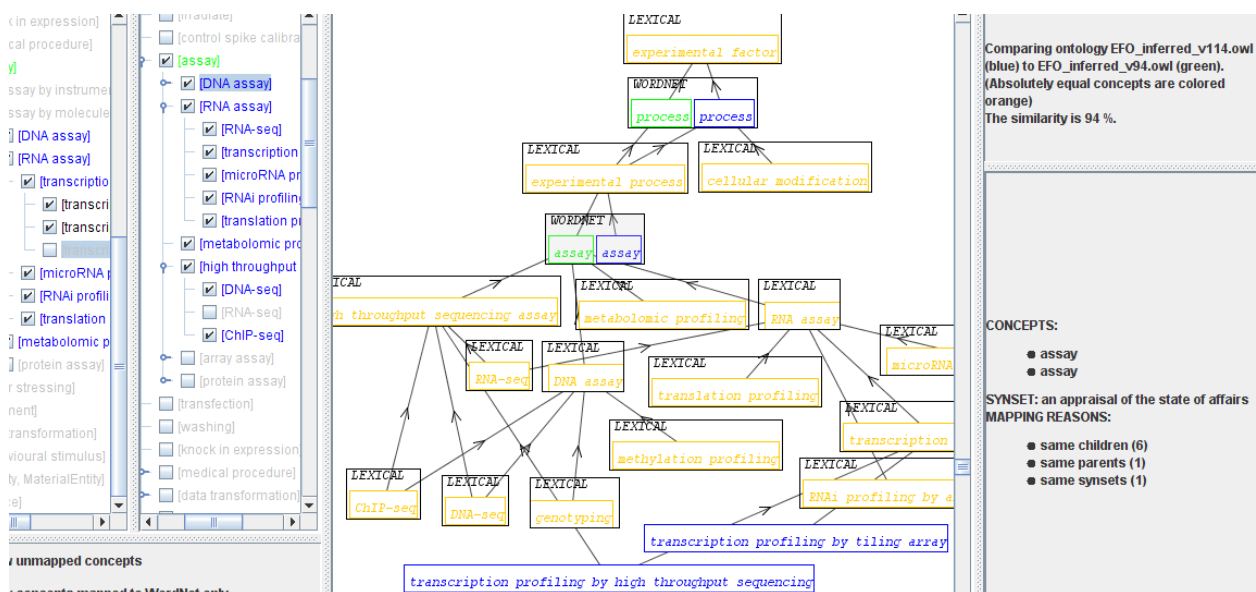 k in expression]
cal procedure]
y]
ssay by instrume
ssay by molecule
[DNA assay]
[RNA assay]
[transcriptio
[transcri
[transcri
[microRNA p
[RNAi profili
[translation
[metabolomic p
[protein assay]
r stressing]
nent]
transformation]
vioural stimulus]
ty, MaterialEntity]
ce]
v unmapped concepts
[irradiate]
[control spike calibra
[assay]
[DNA assay]
[RNA assay]
[RNA-seq]
[transcription
[microRNA pr
[RNAi profiling
[translation pr
[metabolomic pro
[high throughput
[DNA-seq]
[RNA-seq]
[ChIP-seq]
[array assay]
[protein assay]
[transfection]
[washing]
[knock in expression]
[medical procedure]
[data transformation]
LEXICAL
experimental factor
WORDNET
process process
LEXICAL
experimental process
LEXICAL
cellular modification
WORDNET
assay assay
ICAL
gh throughput sequencing assay
LEXICAL
metabolomic profiling
LEXICAL
RNA assay
LEXICAL
microRNA
LEXICAL
RNA-seq
LEXICAL
DNA assay
LEXICAL
translation profiling
LEXICAL
transcription
LEXICAL
methylation profiling
LEXICAL
ChIP-seq
LEXICAL
DNA-seq
LEXICAL
genotyping
LEXICAL
RNAi profiling by a
transcription profiling by tiling array
transcription profiling by high throughput sequencing
Comparing ontology EFO_inferred_v114.owl
(blue) to EFO_inferred_v94.owl (green).
(Absolutely equal concepts are colored
orange)
The similarity is 94 %.
CONCEPTS:
assay
assay
SYNSET: an appraisal of the state of affairs
MAPPING REASONS:
same children (6)
same parents (1)
same synsets (1)